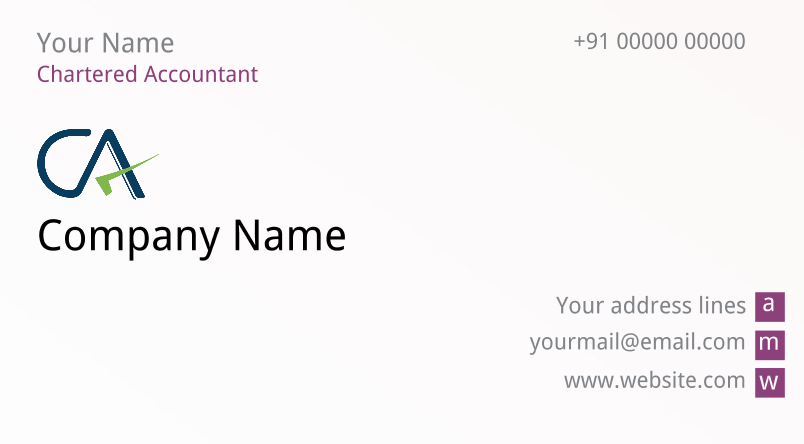 Your Name
+91 00000 00000
Chartered Accountant
CA
Company Name
Your address lines a
yourmail@email.com m
www.website.com w